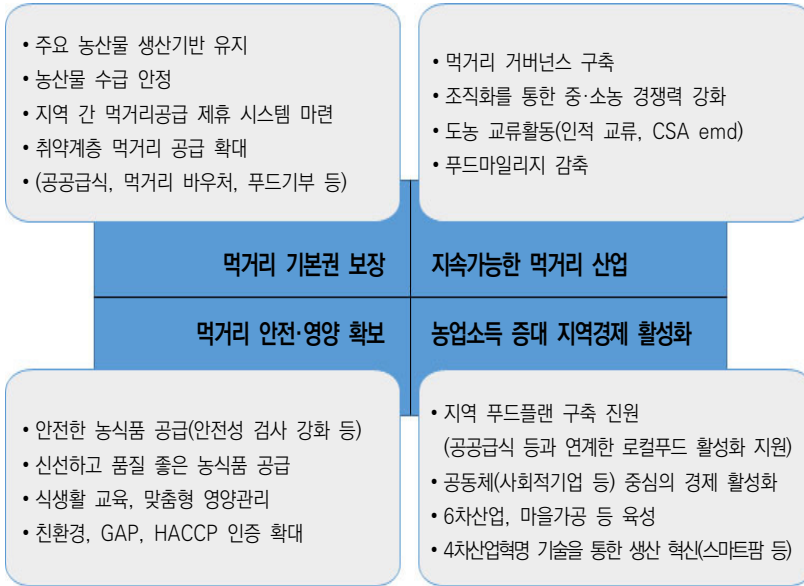 • 주요 농산물 생산기반 유지
• 농산물 수급 안정
• 지역 간 먹거리공급 제휴 시스템 마련
• 취약계층 먹거리 공급 확대
• (공공급식, 먹거리 바우처, 푸드기부 등)
• 먹거리 거버넌스 구축
• 조직화를 통한 중·소농 경쟁력 강화
• 도농 교류활동(인적 교류, CSA emd)
• 푸드마일리지 감축
먹거리 기본권 보장
지속가능한 먹거리 산업
먹거리 안전·영양 확보
농업소득 증대 지역경제 활성화
• 안전한 농식품 공급(안전성 검사 강화 등)
• 신선하고 품질 좋은 농식품 공급
• 식생활 교육, 맞춤형 영양관리
• 친환경, GAP, HACCP 인증 확대
• 지역 푸드플랜 구축 진원
(공공급식 등과 연계한 로컬푸드 활성화 지원)
• 공동체(사회적기업 등) 중심의 경제 활성화
• 6차산업, 마을가공 등 육성
• 4차산업혁명 기술을 통한 생산 혁신(스마트팜 등)